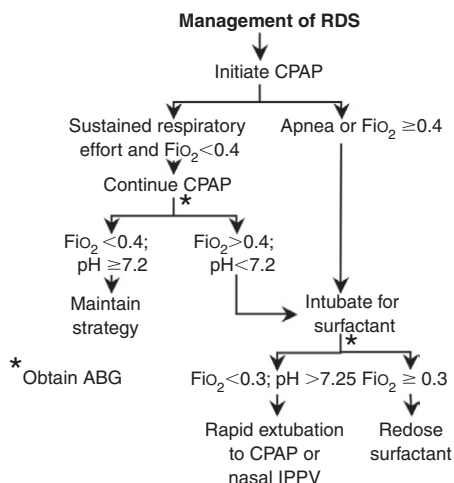 Management of RDS
Initiate CPAP
Sustained respiratory
effort and FiO₂<0.4
Apnea or FiO₂ ≥0.4
Continue CPAP
*
FiO₂ <0.4;
pH ≥7.2
FiO₂>0.4;
pH<7.2
Maintain
strategy
Intubate for
surfactant
*
*Obtain ABG
FiO₂<0.3; pH >7.25
FiO₂ ≥ 0.3
Rapid extubation
to CPAP or
nasal IPPV
Redose
surfactant